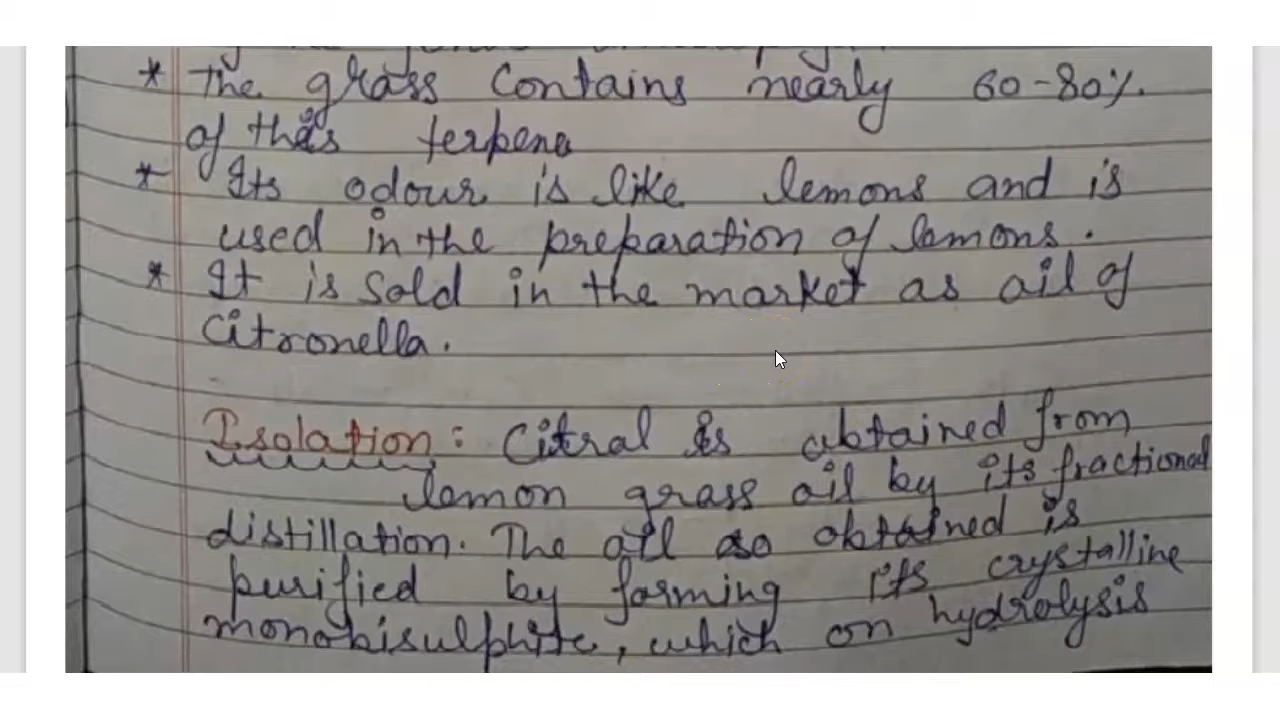 * The grass contains nearly 60-80%.
of this terpene
* Its odour is like lemons and is
used in the preparation of lemons.
* It is sold in the market as oil of
Citronella.
Isolation: Citral is obtained from
lemon grass oil by its fractional
distillation. The oil so obtained is
purified by forming its crystalline
monobisulphite, which on hydrolysis